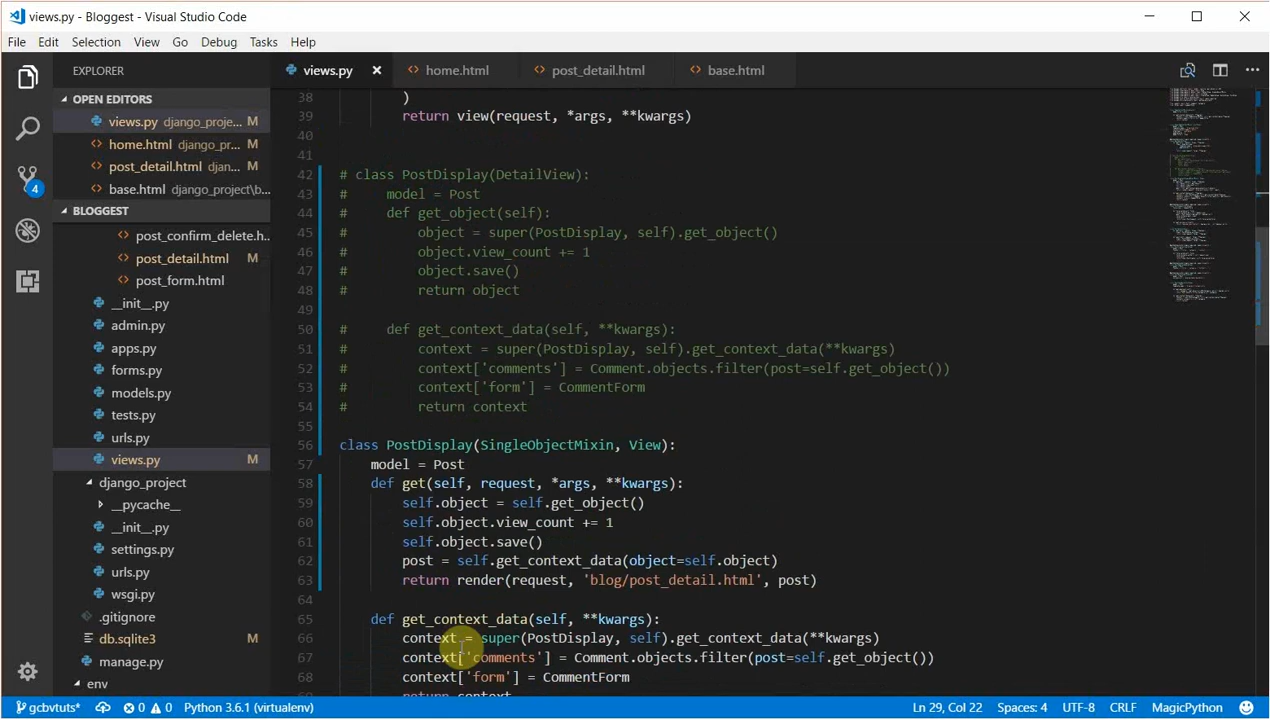 views.py - Bloggest - Visual Studio Code
File Edit Selection View Go Debug Tasks Help
EXPLORER
OPEN EDITORS
views.py django_proje... M
home.html django_pr... M
post_detail.html djan... M
base.html django_project\b...
BLOGGEST
post_confirm_delete.h...
post_detail.html M
post_form.html
__init__.py
admin.py
apps.py
forms.py
models.py
tests.py
urls.py
views.py M
django_project
__pycache__
__init__.py
settings.py
urls.py
wsgi.py
.gitignore
db.sqlite3 M
manage.py
env
4
views.py home.html post_detail.html base.html
38 )
39 return view(request, *args, **kwargs)
40
41
42 # class PostDisplay(DetailView):
43 # model = Post
44 # def get_object(self):
45 # object = super(PostDisplay, self).get_object()
46 # object.view_count += 1
47 # object.save()
48 # return object
49
50 # def get_context_data(self, **kwargs):
51 # context = super(PostDisplay, self).get_context_data(**kwargs)
52 # context['comments'] = Comment.objects.filter(post=self.get_object())
53 # context['form'] = CommentForm
54 # return context
55
56 class PostDisplay(SingleObjectMixin, View):
57 model = Post
58 def get(self, request, *args, **kwargs):
59 self.object = self.get_object()
60 self.object.view_count += 1
61 self.object.save()
62 post = self.get_context_data(object=self.object)
63 return render(request, 'blog/post_detail.html', post)
64
65 def get_context_data(self, **kwargs):
66 context = super(PostDisplay, self).get_context_data(**kwargs)
67 context['comments'] = Comment.objects.filter(post=self.get_object())
68 context['form'] = CommentForm
69 return context
gcbvtuts* 0 0 Python 3.6.1 (virtualenv) Ln 29, Col 22 Spaces: 4 UTF-8 CRLF MagicPython